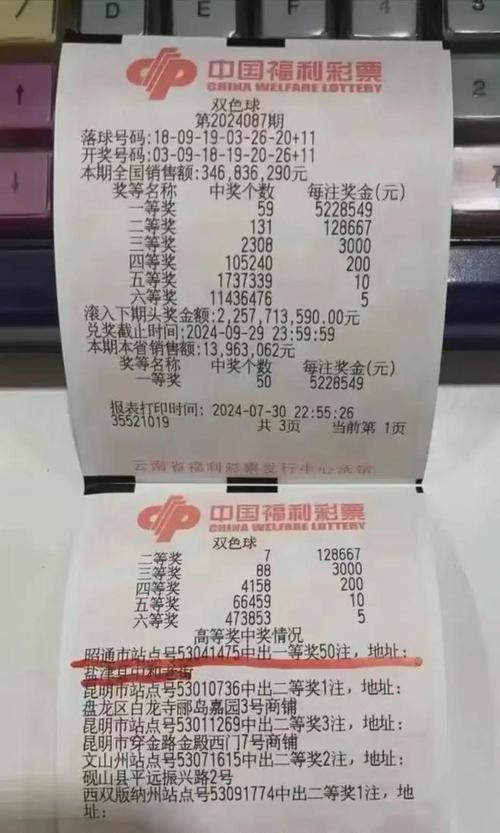 D
E
F
2
中国福利彩票
CHINA WELFARE LOTTERY
双色球
第2024087期
落球号码:18-09-19-03-26-20+11
开奖号码:03-09-18-19-20-26+11
本期全国销售额:346,836,290元
奖等名称 中奖个数 每注奖金(元)
一等奖 59 5228549
二等奖 131 128667
三等奖 2308 3000
四等奖 105240 200
五等奖 1737339 10
六等奖 11436476 5
滚入下期头奖金额:2,257,713,590.00元
兑奖截止时间:2024-09-29 23:59:59
本期本省销售额:13,963,062元
奖等名称 中奖个数 每注奖金(元)
一等奖 50 5228549
报表打印时间: 2024-07-30 22:55:26
35521019 共 3页 当前第 1页
云南省福利彩票发行中心承销
中国福利彩票
CHINA WELFARE LOTTERY
双色球
二等奖 7 128667
三等奖 88 3000
四等奖 4158 200
五等奖 66459 10
六等奖 473853 5
高等奖中奖情况
昭通市站点号53041475中出一等奖50注，地址:
盐津县中和老街
昆明市站点号53010736中出二等奖1注，地址:
盘龙区白龙寺郦岛嘉园3号商铺
昆明市站点号53011269中出二等奖3注，地址:
昆明市穿金路金殿西门7号商铺
文山州站点号53071615中出二等奖2注，地址:
砚山县平远振兴路2号
西双版纳州站点号53091774中出二等奖1注，地址
: